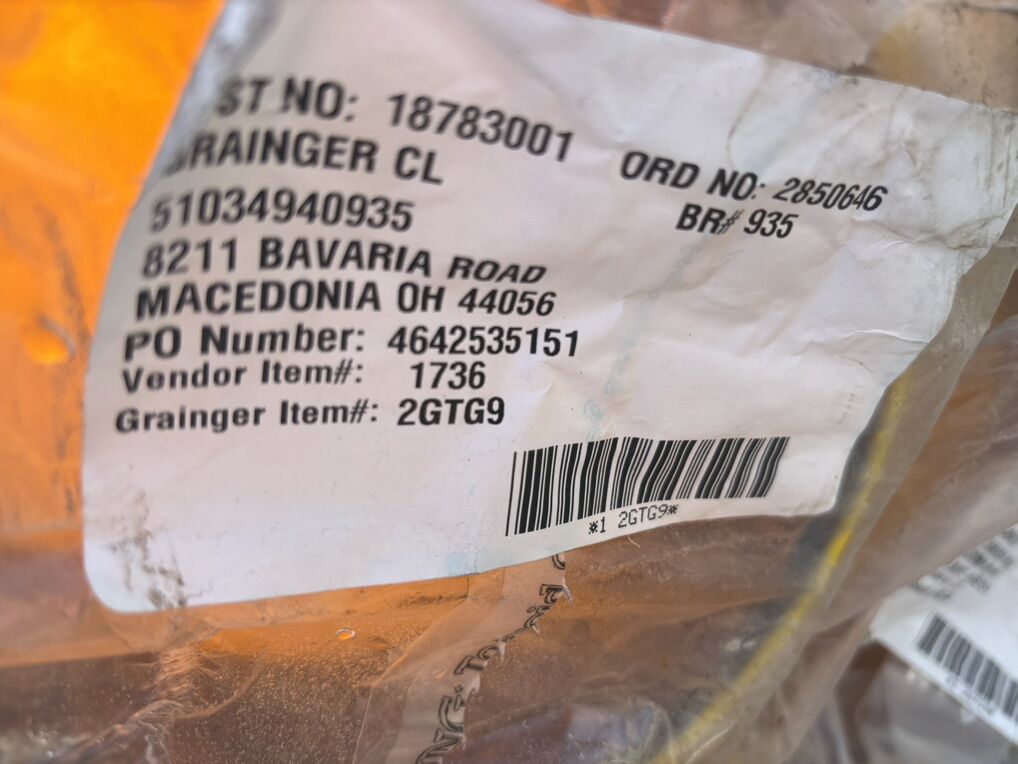 ST NO: 18783001
GRAINGER CL
ORD NO: 2850646
BR# 935
51034940935
8211 BAVARIA ROAD
MACEDONIA OH 44056
PO Number: 4642535151
Vendor Item#: 1736
Grainger Item#: 2GTG9
*1 2GTG9*